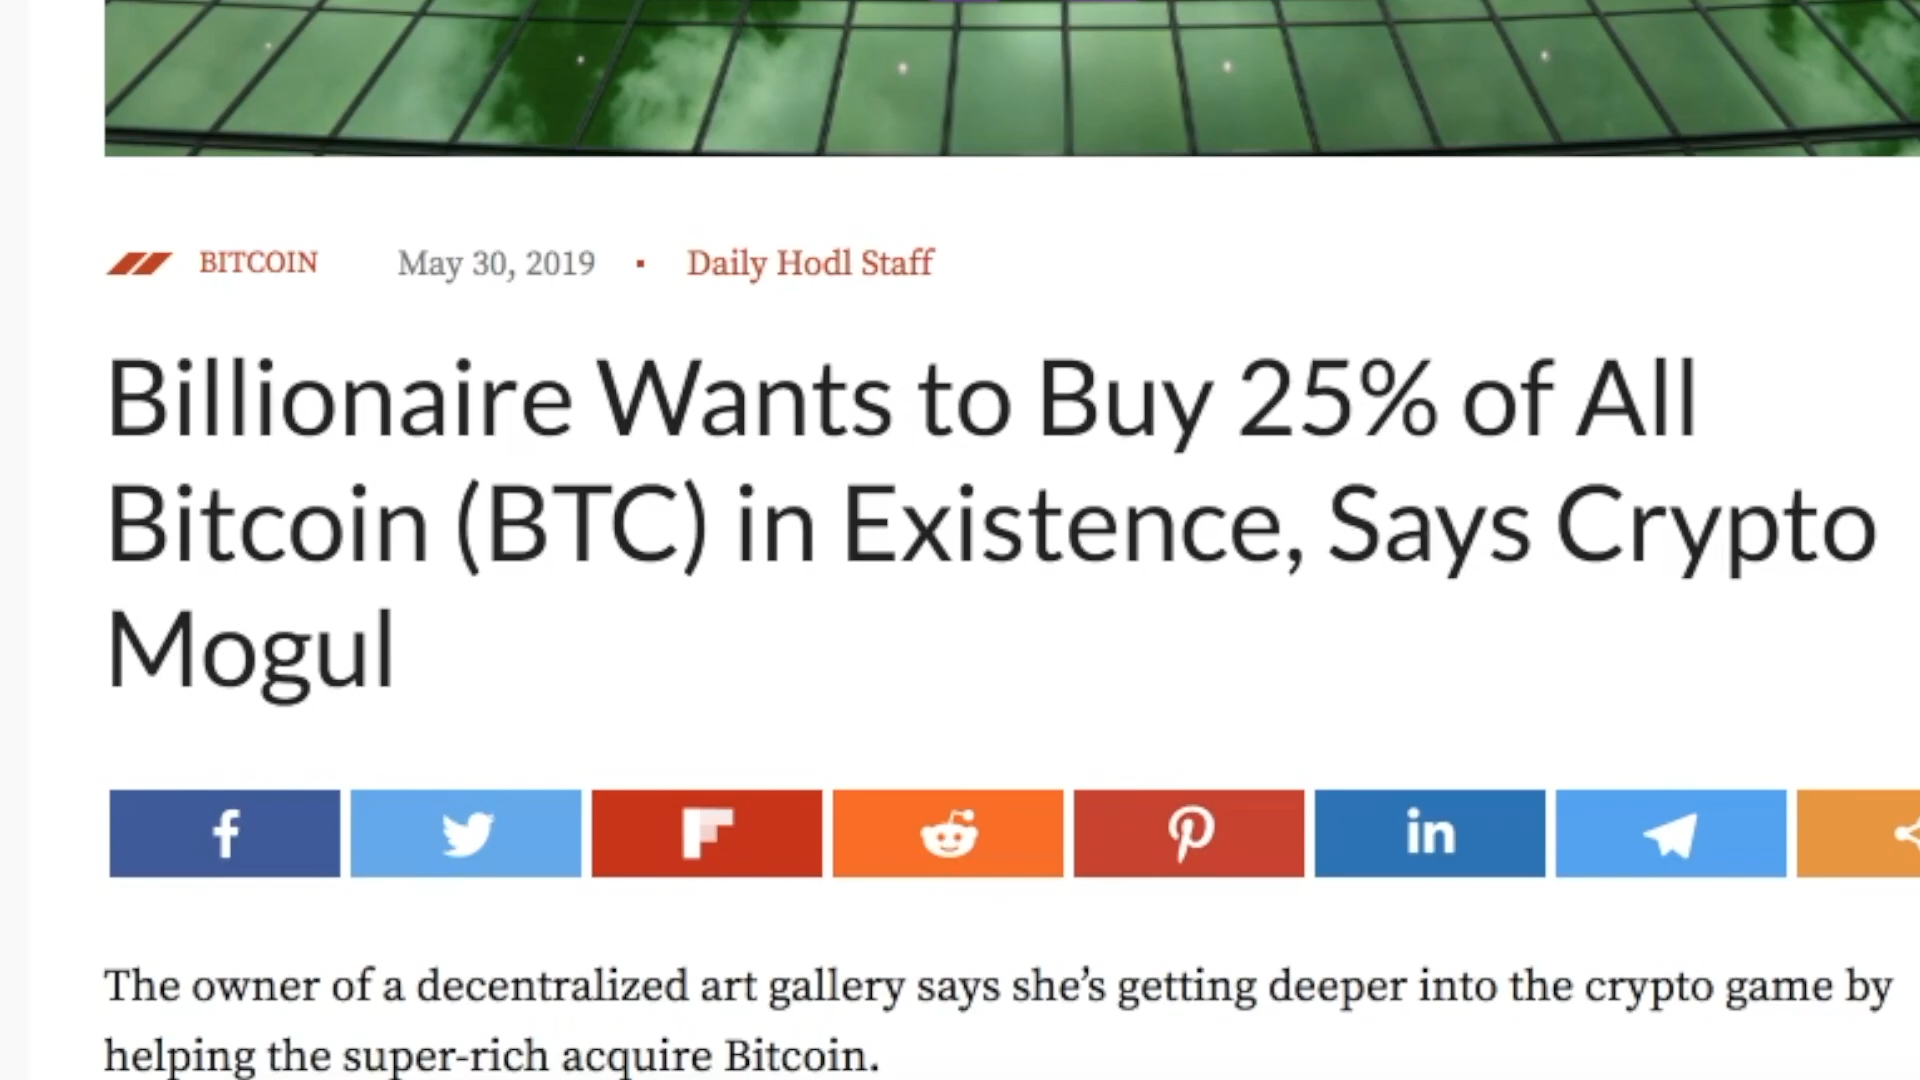 BITCOIN May 30, 2019 Daily Hodl Staff
Billionaire Wants to Buy 25% of All
Bitcoin (BTC) in Existence, Says Crypto
Mogul
The owner of a decentralized art gallery says she’s getting deeper into the crypto game by
helping the super-rich acquire Bitcoin.